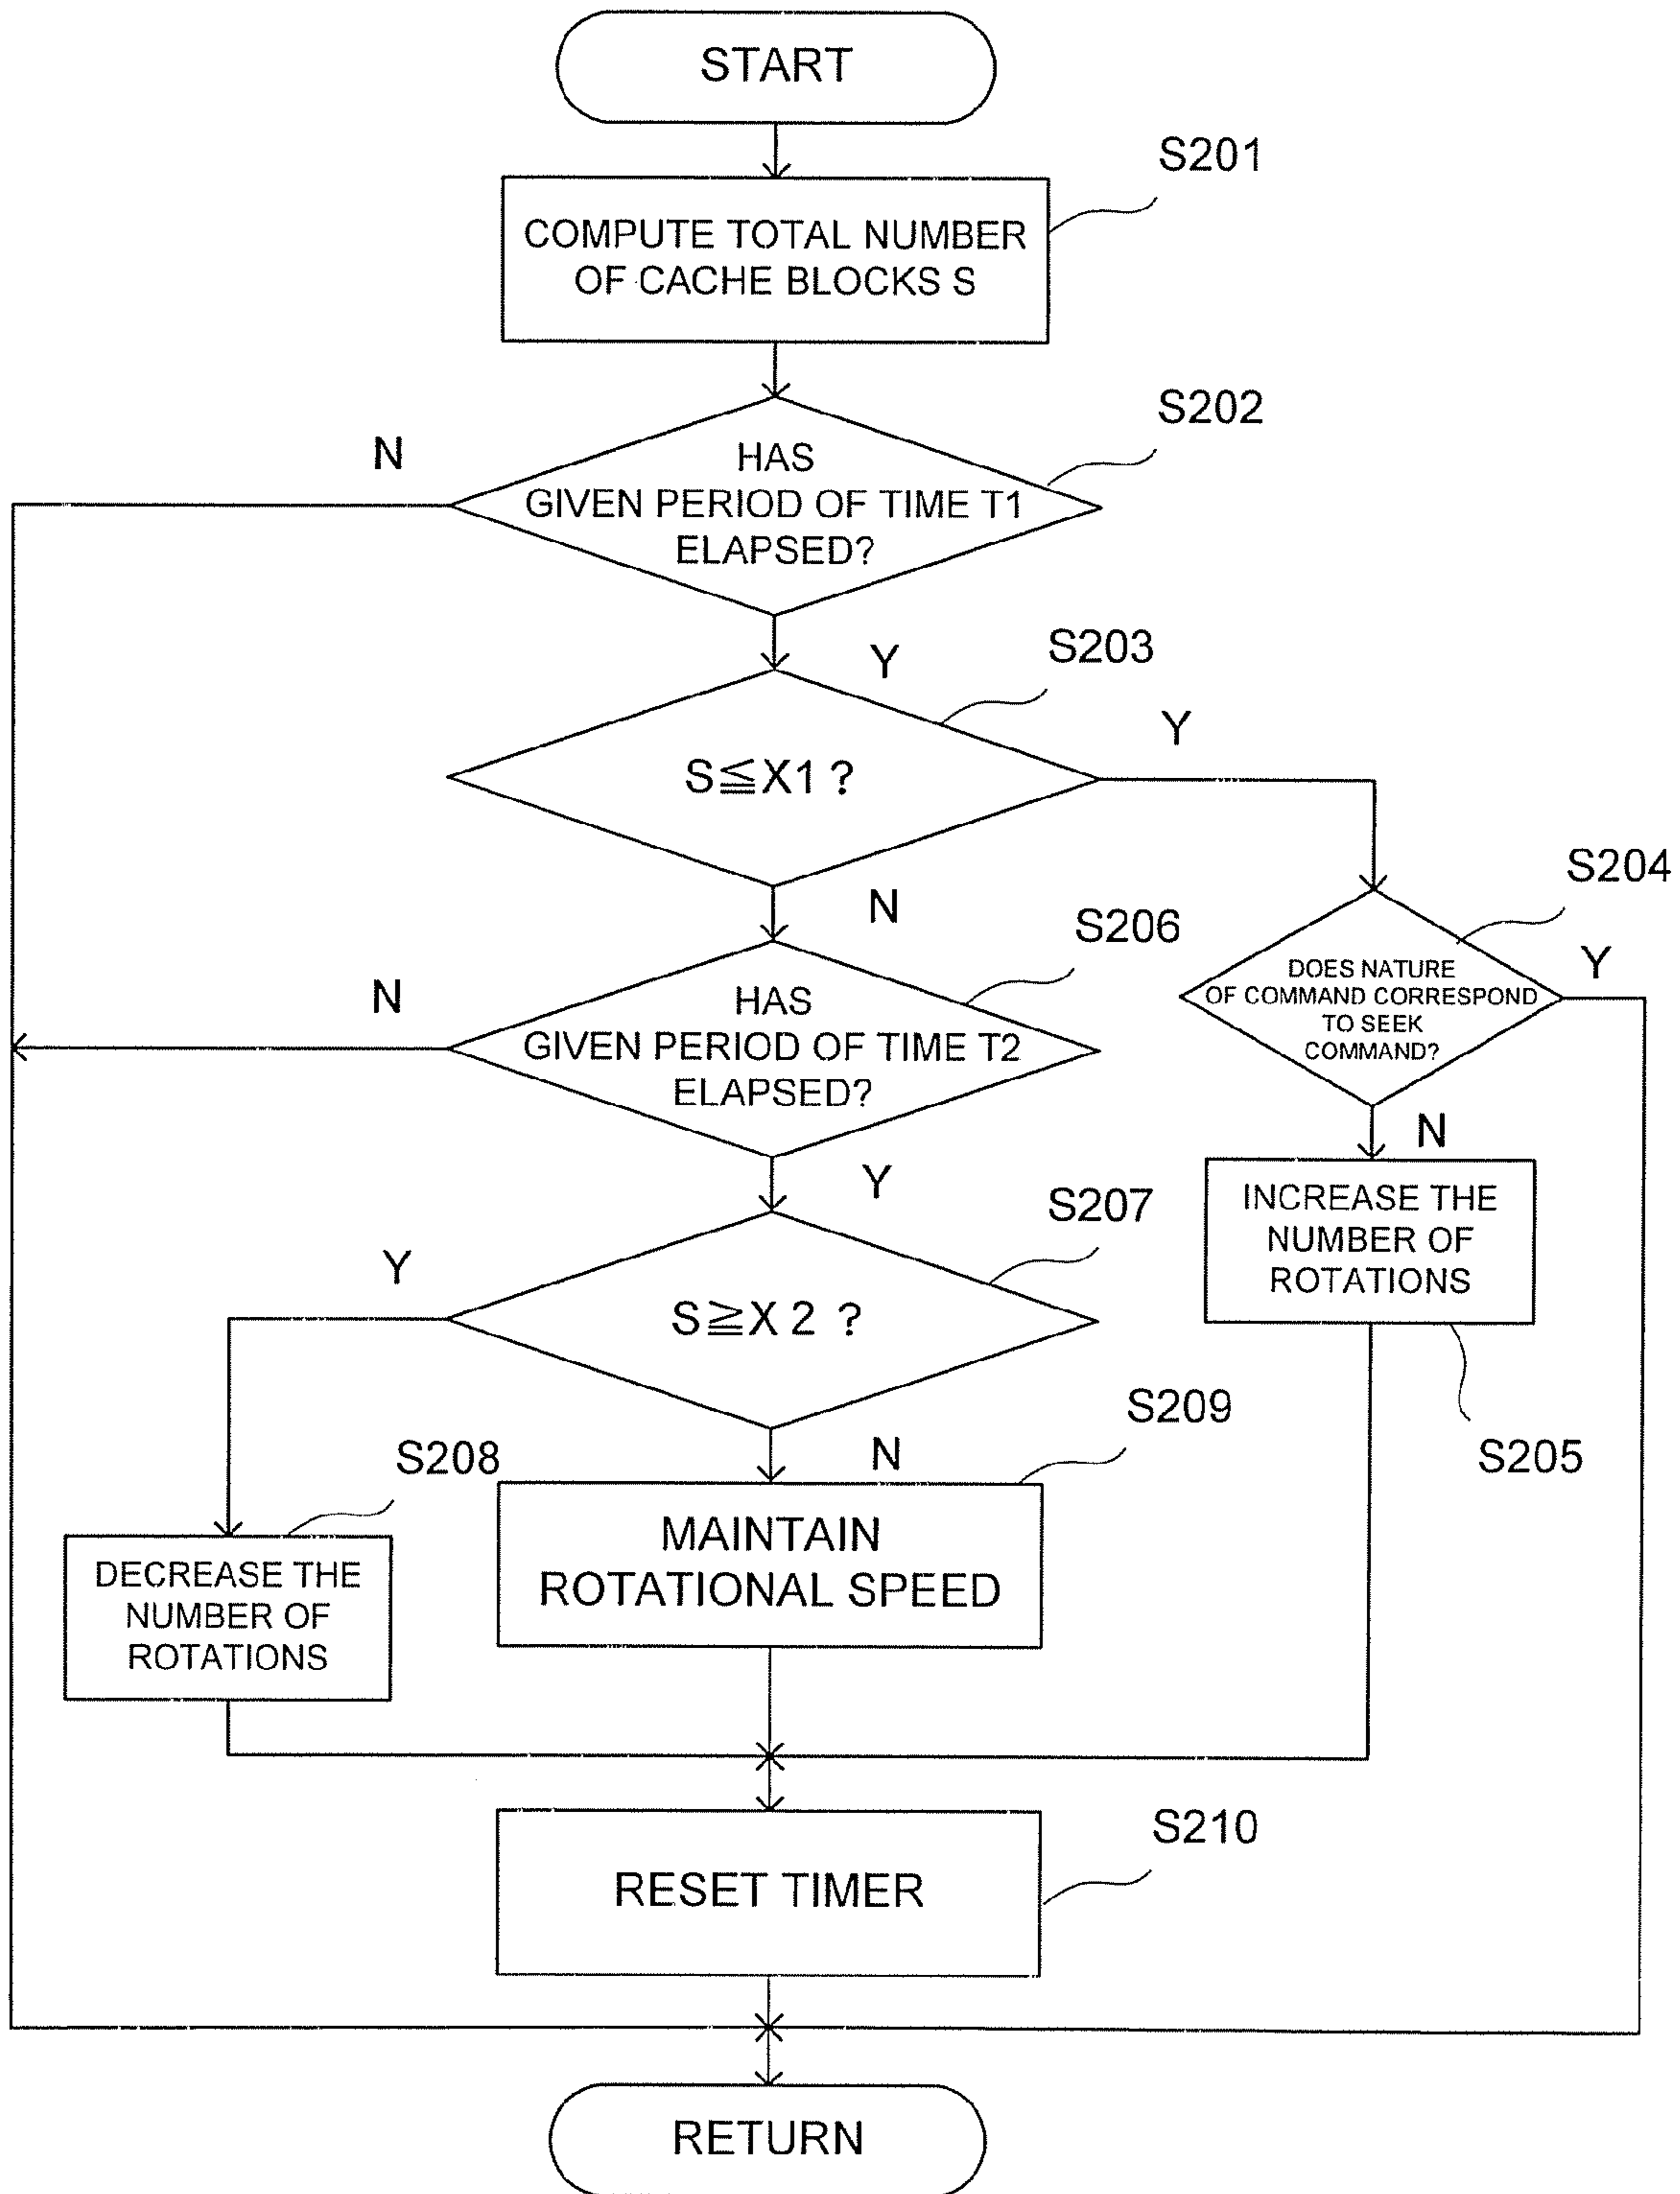 START
S201
COMPUTE TOTAL NUMBER
OF CACHE BLOCKS S
S202
N
HAS
GIVEN PERIOD OF TIME T1
ELAPSED?
Y
S203
Y
S≦X1 ?
S204
N
S206
Y
DOES NATURE
OF COMMAND CORRESPOND
TO SEEK
COMMAND?
N
HAS
GIVEN PERIOD OF TIME T2
ELAPSED?
N
Y
S207
INCREASE THE
NUMBER OF
ROTATIONS
Y
S≧X 2 ?
S209
N
S205
S208
MAINTAIN
ROTATIONAL SPEED
DECREASE THE
NUMBER OF
ROTATIONS
S210
RESET TIMER
RETURN